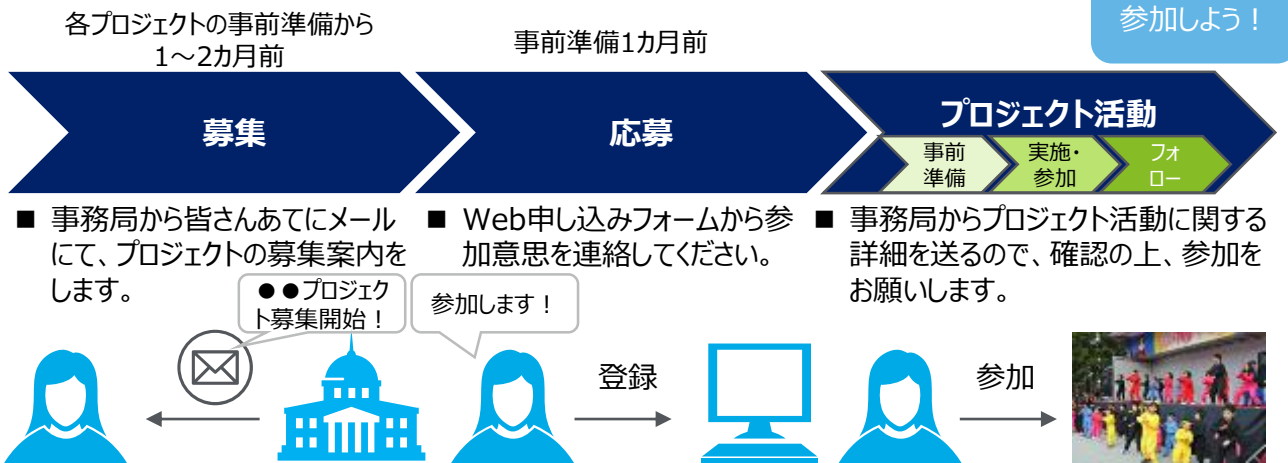 参加しよう！
各プロジェクトの事前準備から
1～2カ月前
事前準備1カ月前
募集
応募
プロジェクト活動
事前
準備
実施・
参加
フォ
ロー
■ 事務局から皆さんあてにメール
にて、プロジェクトの募集案内を
します。
■ Web申し込みフォームから参
加意思を連絡してください。
■ 事務局からプロジェクト活動に関する
詳細を送るので、確認の上、参加を
お願いします。
●●プロジェク
ト募集開始！
参加します！
登録
参加